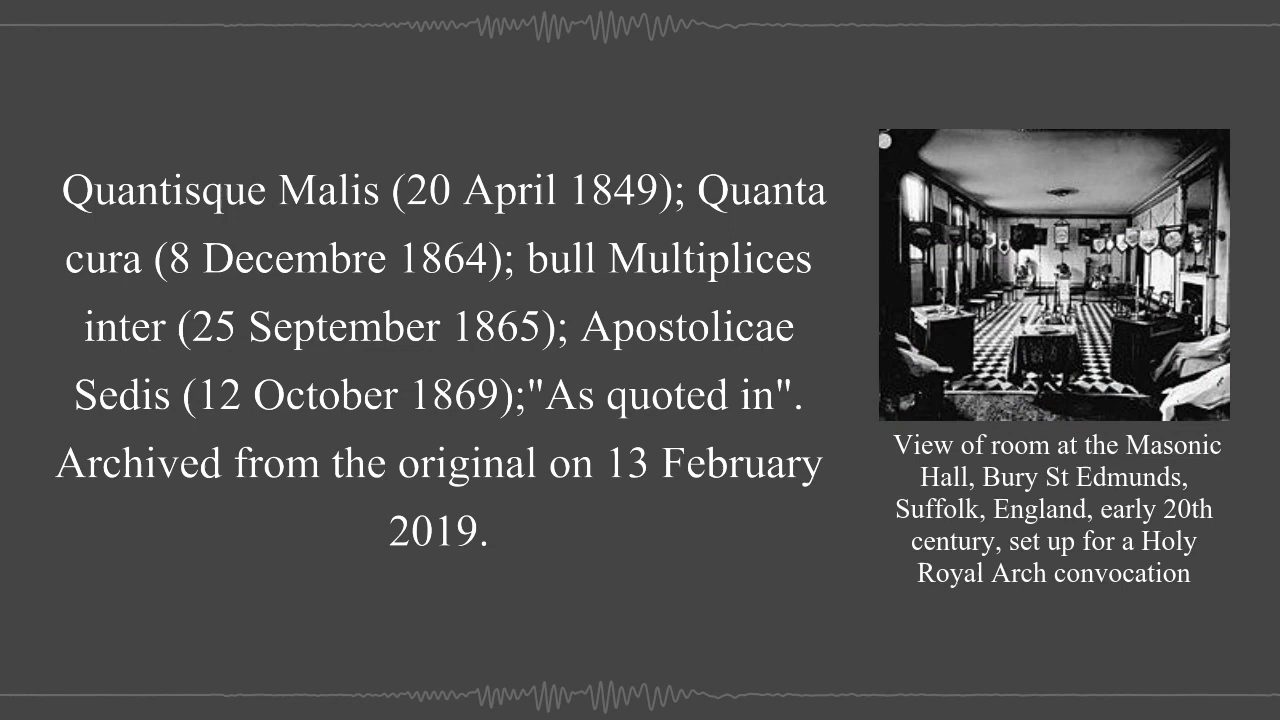 Quantisque Malis (20 April 1849); Quanta
cura (8 Decembre 1864); bull Multiplices
inter (25 September 1865); Apostolicae
Sedis (12 October 1869);"As quoted in".
Archived from the original on 13 February
2019.
View of room at the Masonic
Hall, Bury St Edmunds,
Suffolk, England, early 20th
century, set up for a Holy
Royal Arch convocation